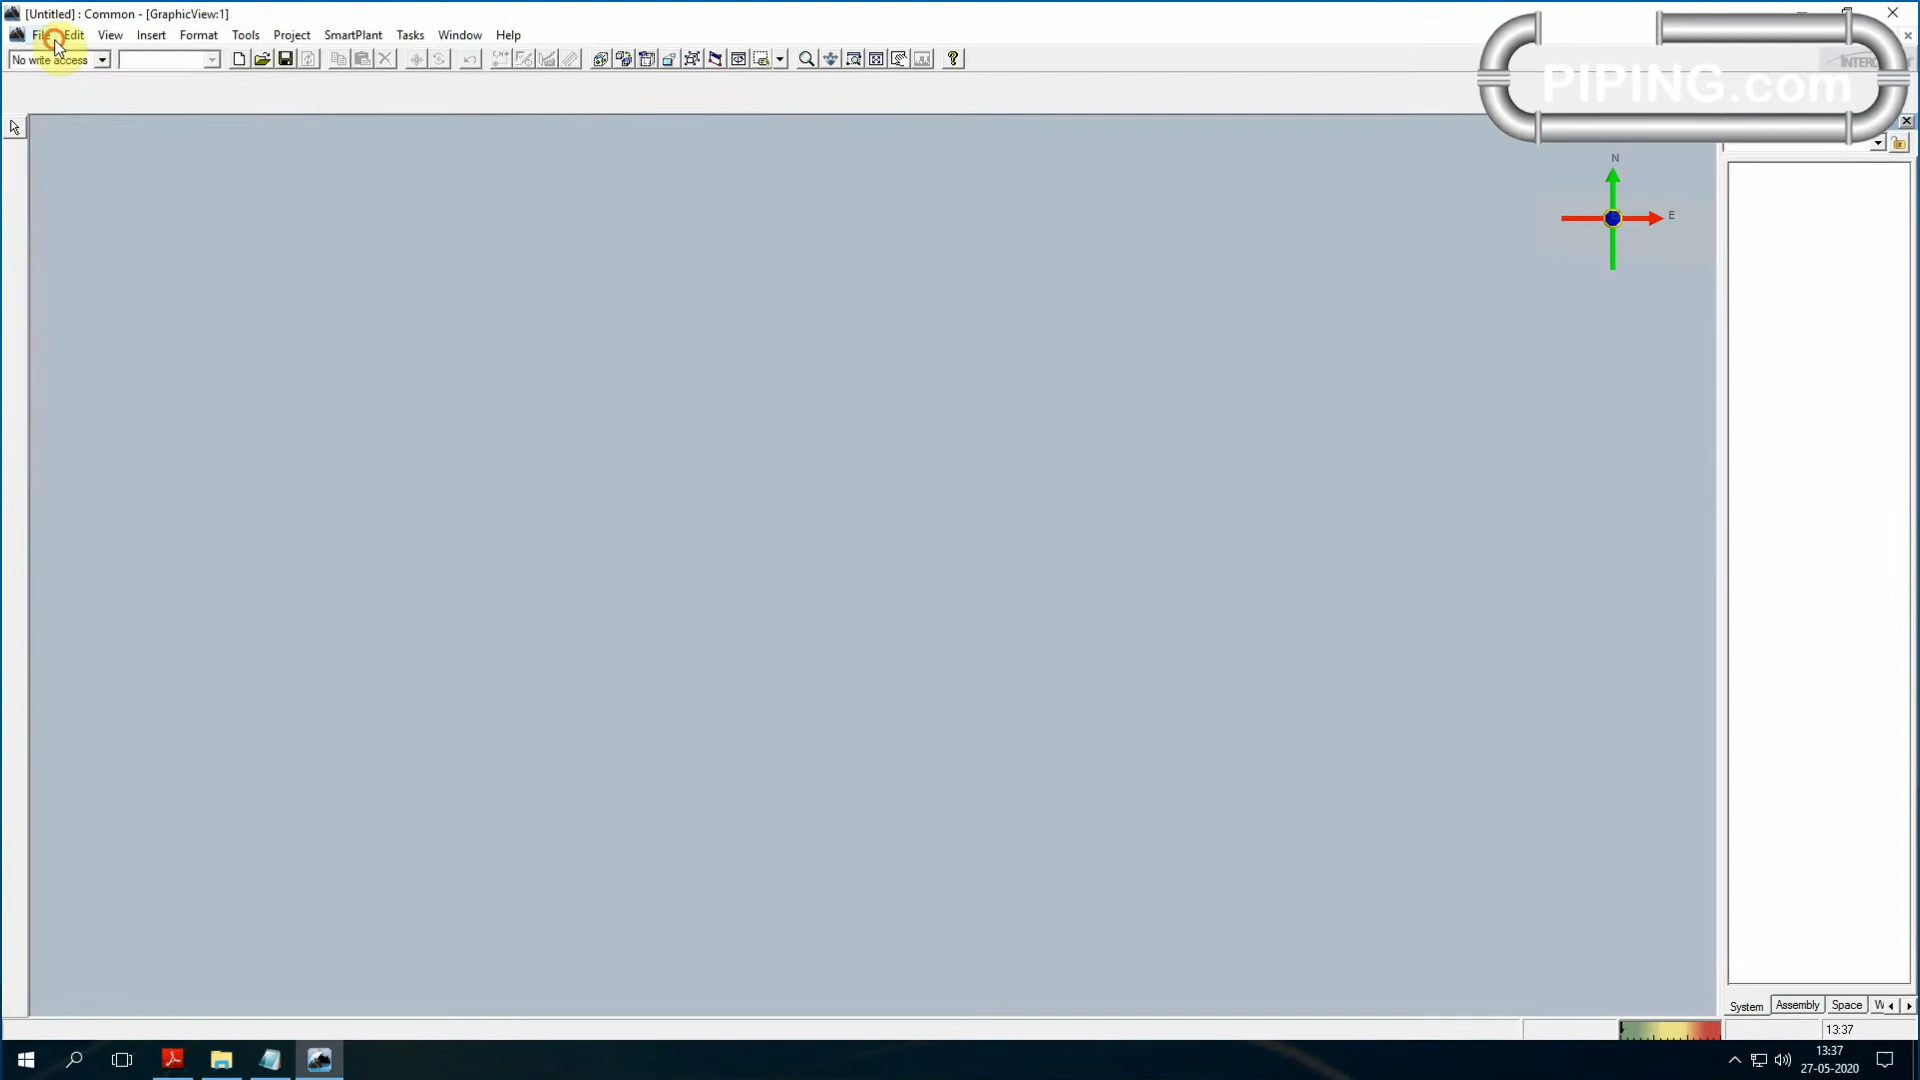 [Untitled] : Common - [GraphicView:1]
File Edit View Insert Format Tools Project SmartPlant Tasks Window Help
No write access
PIPING.com
N
E
System Assembly Space W
13:37
13:37
27-05-2020